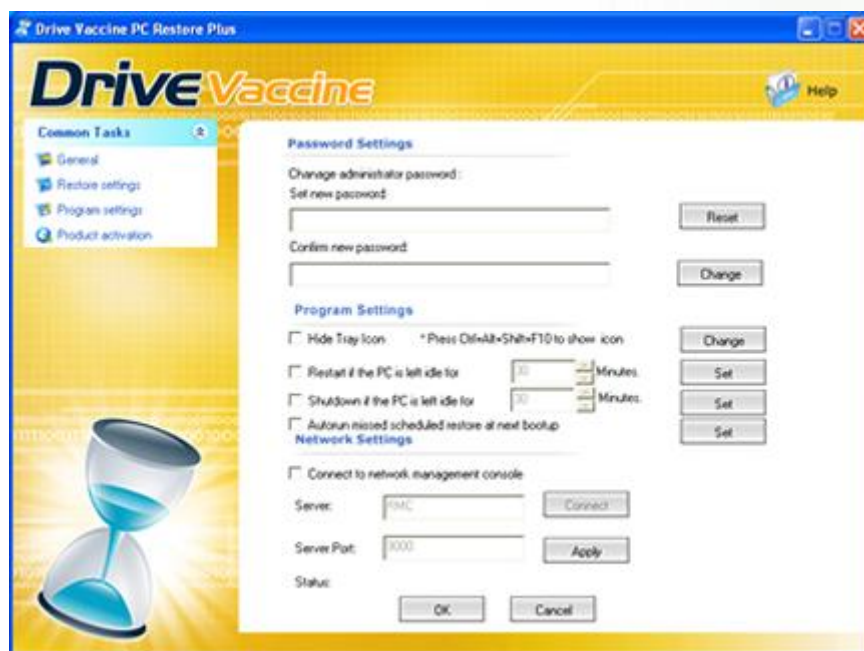 Drive Vaccine PC Restore Plus
Drive Vaccine
Help
Common Tasks
General
Restore settings
Program settings
Product activation
Password Settings
Chanage administrator password :
Set new password:
Reset
Confirm new password:
Change
Program Settings
Hide Tray Icon * Press Ctrl+Alt+Shift+F10 to show icon Change
Restart if the PC is left idle for 30 Minutes. Set
Shutdown if the PC is left idle for 30 Minutes. Set
Autorun missed scheduled restore at next bootup Set
Network Settings
Connect to network management console
Server: RMC Connect
Server Port: 9000 Apply
Status:
OK Cancel